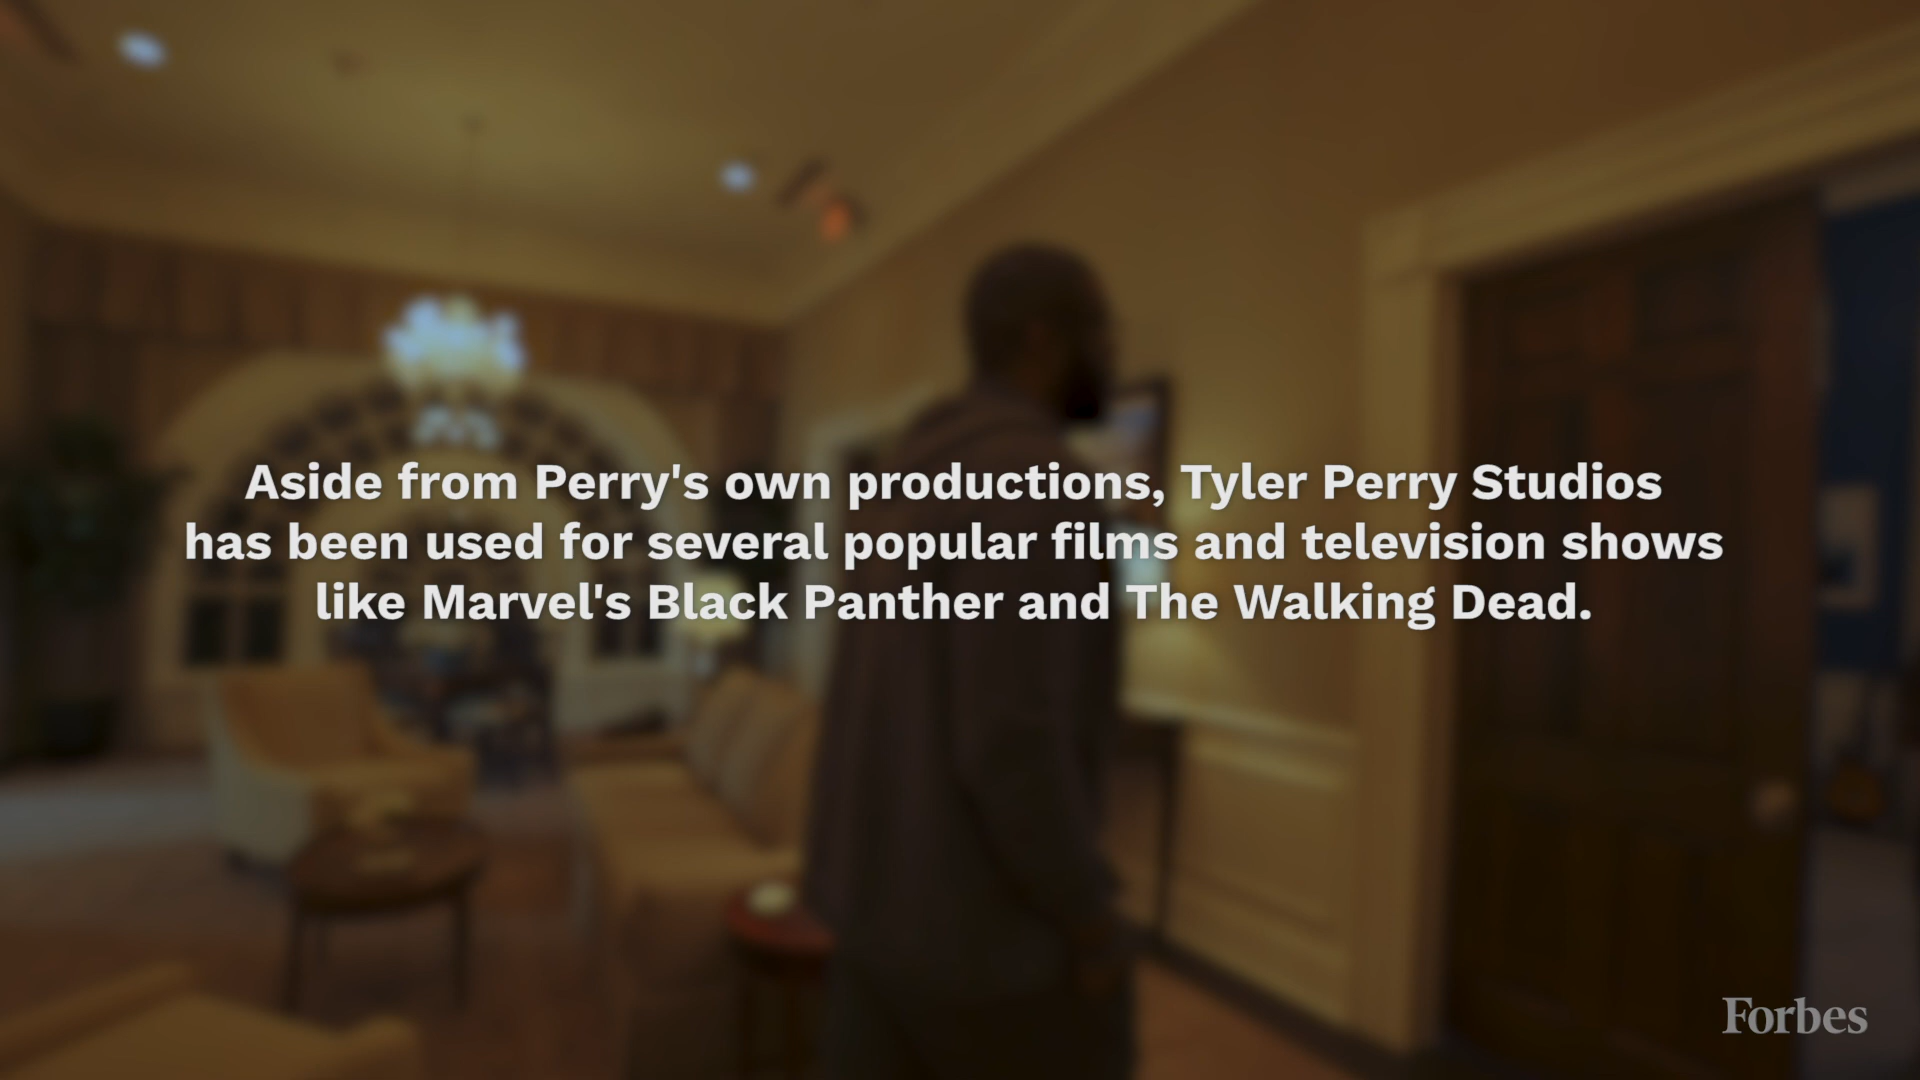 Aside from Perry's own productions, Tyler Perry Studios
has been used for several popular films and television shows
like Marvel's Black Panther and The Walking Dead.
Forbes